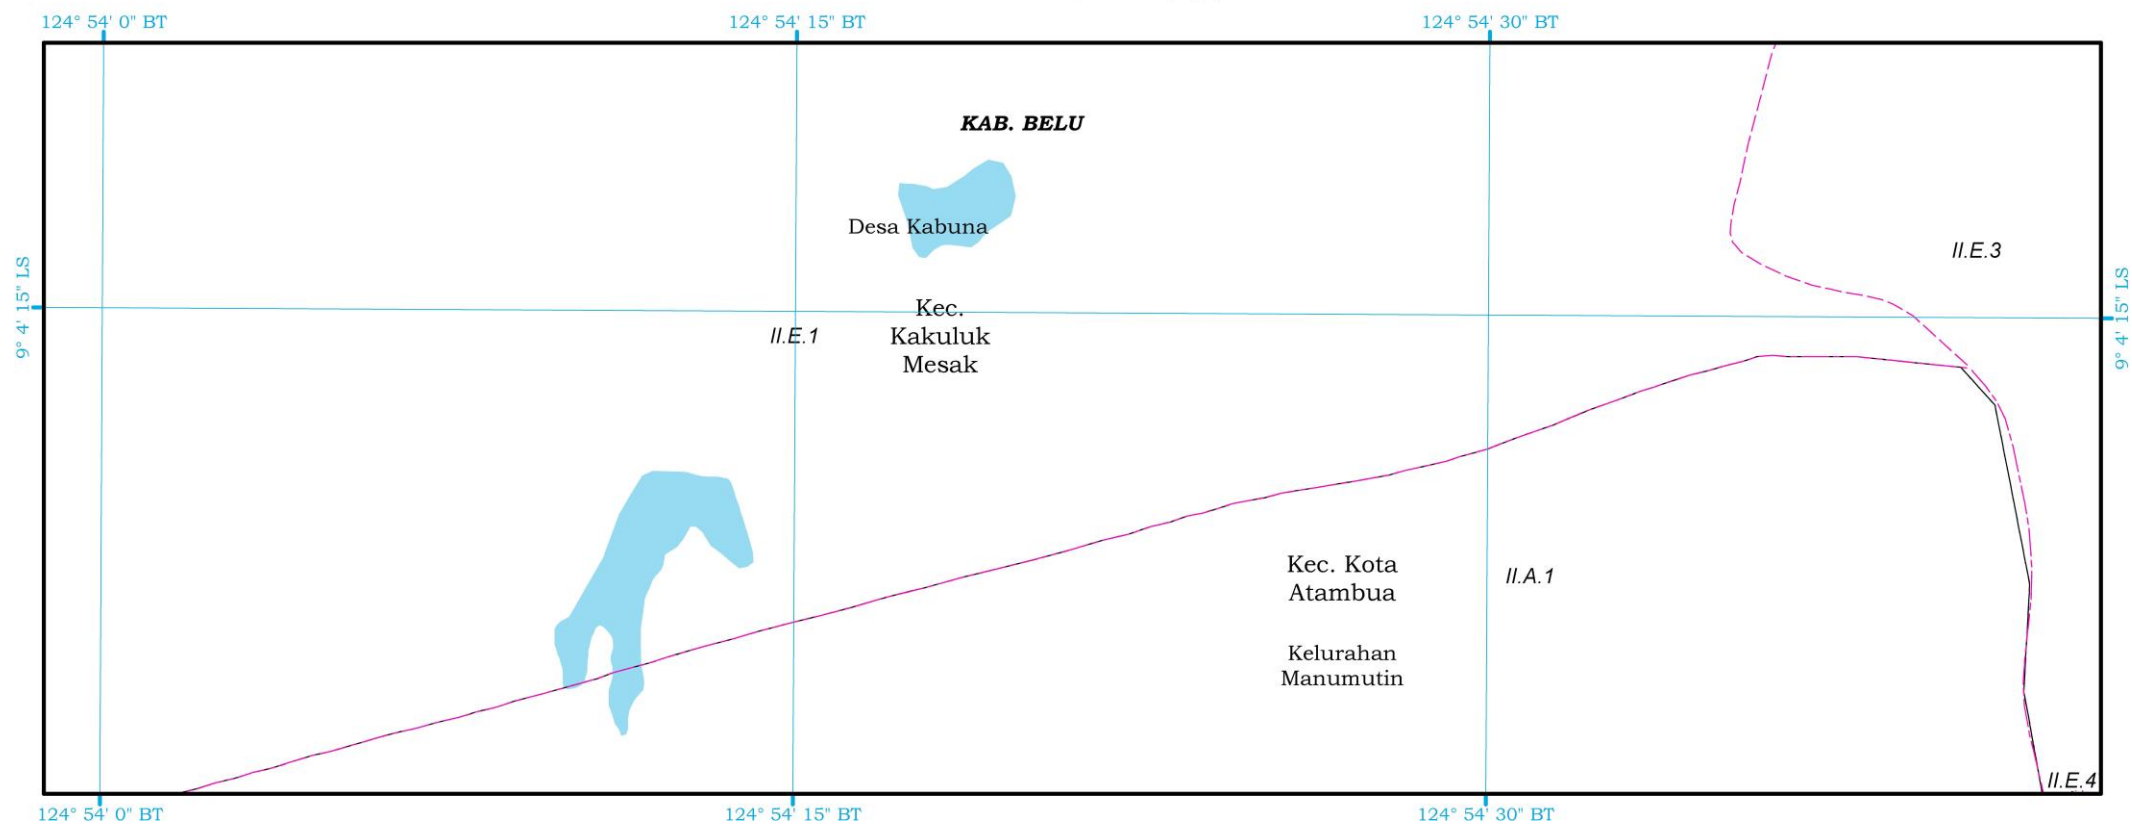 124° 54' 0" BT
124° 54' 15" BT
124° 54' 30" BT
KAB. BELU
Desa Kabuna
II.E.3
9° 4' 15" LS
9° 4' 15" LS
Kec.
Kakuluk
Mesak
II.E.1
Kec. Kota
Atambua
II.A.1
Kelurahan
Manumutin
II.E.4
124° 54' 0" BT
124° 54' 15" BT
124° 54' 30" BT